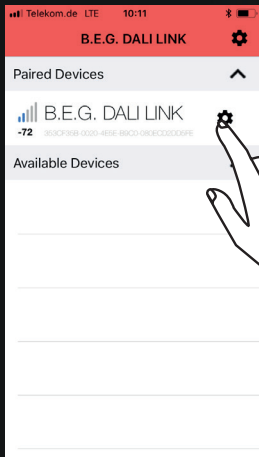 Telekom.de LTE 10:11
B.E.G. DALI LINK
Paired Devices
B.E.G. DALI LINK
-72
Available Devices